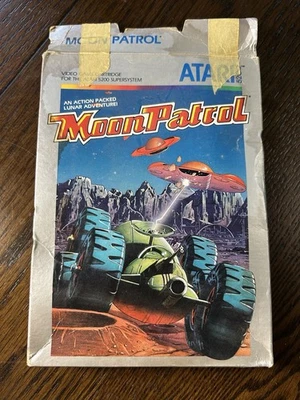 MOON PATROL
VIDEO CARTRIDGE
FOR THE 5200 SUPERSYSTEM
ATARI
AN ACTION PACKED
LUNAR ADVENTURE!
Moon Patrol